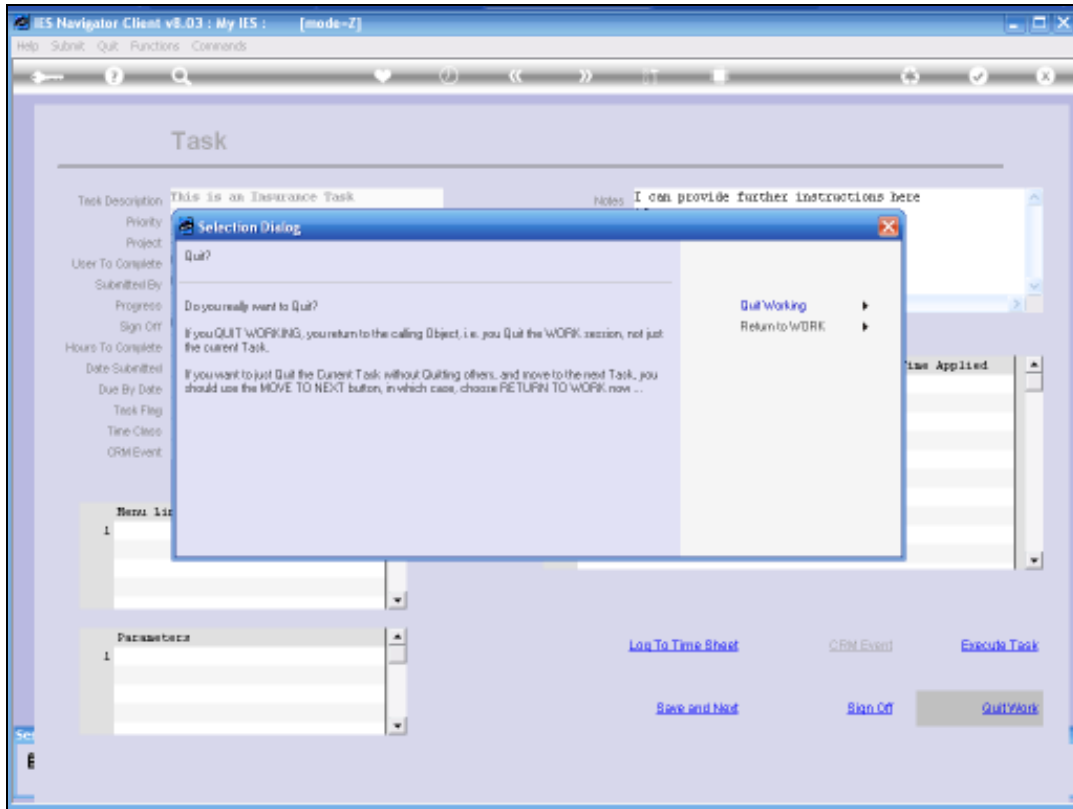 IES Navigator Client v8.03 : My IES : [mode=Z]
Help Submit Quit Functions Commands
Task
Task Description This is an Insurance Task
Notes I can provide further instructions here
Priority
Project
User To Complete
Submitted By
Progress
Sign Off
Hours To Complete
Date Submitted
Due By Date
Task Flag
Time Class
CRM Event
Selection Dialog
Quit?
Do you really want to Quit?
If you QUIT WORKING, you return to the calling Object, i.e. you Quit the WORK session, not just
the current Task.
If you want to just Quit the Current Task without Quitting others, and move to the next Task, you
should use the MOVE TO NEXT button, in which case, choose RETURN TO WORK now ...
Quit Working
Return to WORK
Time Applied
Menu
1
Parameters
1
Log To Time Sheet CRM Event Execute Task
Save and Next Sign Off Quit Work